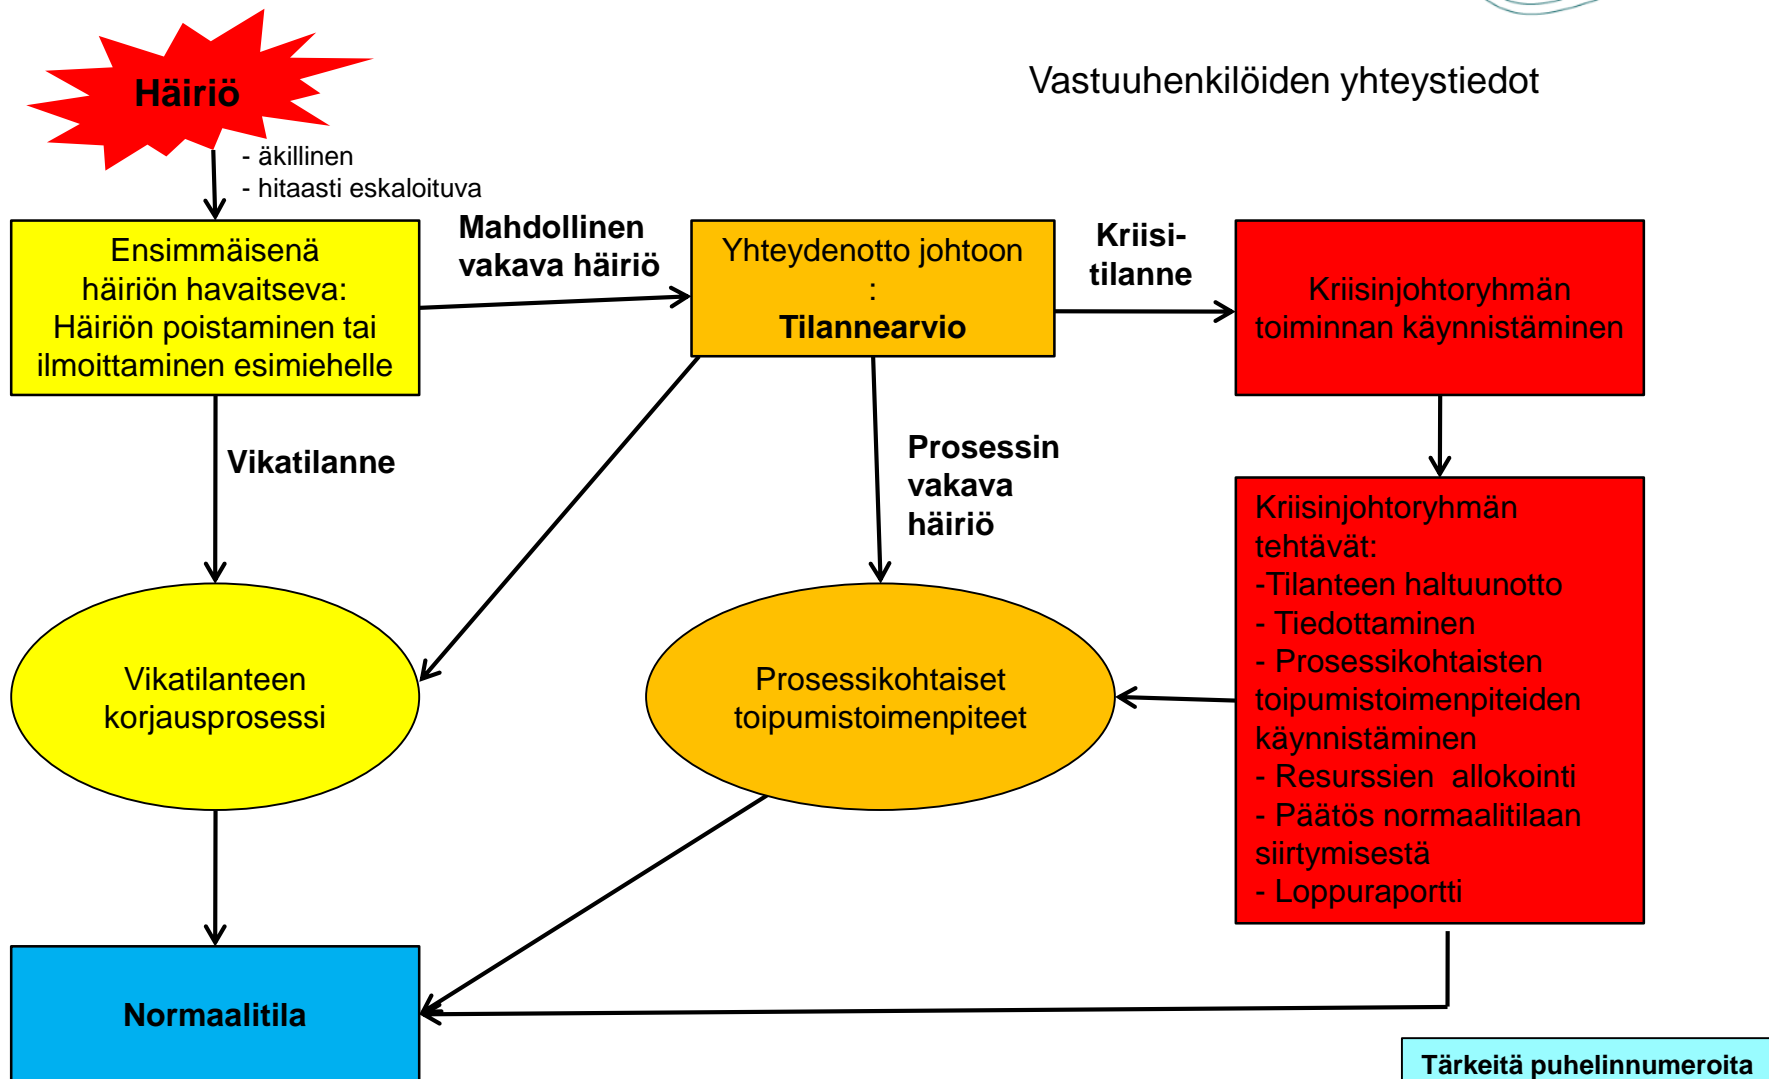 Häiriö
Vastuuhenkilöiden yhteystiedot
- äkillinen
- hitaasti eskaloituva
Ensimmäisenä
häiriön havaitseva:
Häiriön poistaminen tai
ilmoittaminen esimiehelle
Mahdollinen
vakava häiriö
Yhteydenotto johtoon
:
Tilannearvio
Kriisi-
tilanne
Kriisinjohtoryhmän
toiminnan käynnistäminen
Vikatilanne
Prosessin
vakava
häiriö
Kriisinjohtoryhmän
tehtävät:
-Tilanteen haltuunotto
- Tiedottaminen
- Prosessikohtaisten
toipumistoimenpiteiden
käynnistäminen
- Resurssien  allokointi
- Päätös normaalitilaan
siirtymisestä
- Loppuraportti
Vikatilanteen
korjausprosessi
Prosessikohtaiset
toipumistoimenpiteet
Normaalitila
Tärkeitä puhelinnumeroita